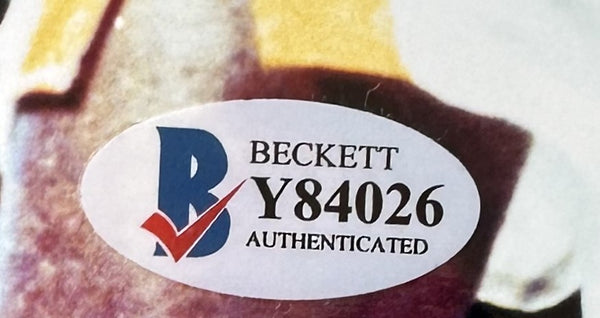 B
BECKETT
Y84026
AUTHENTICATED